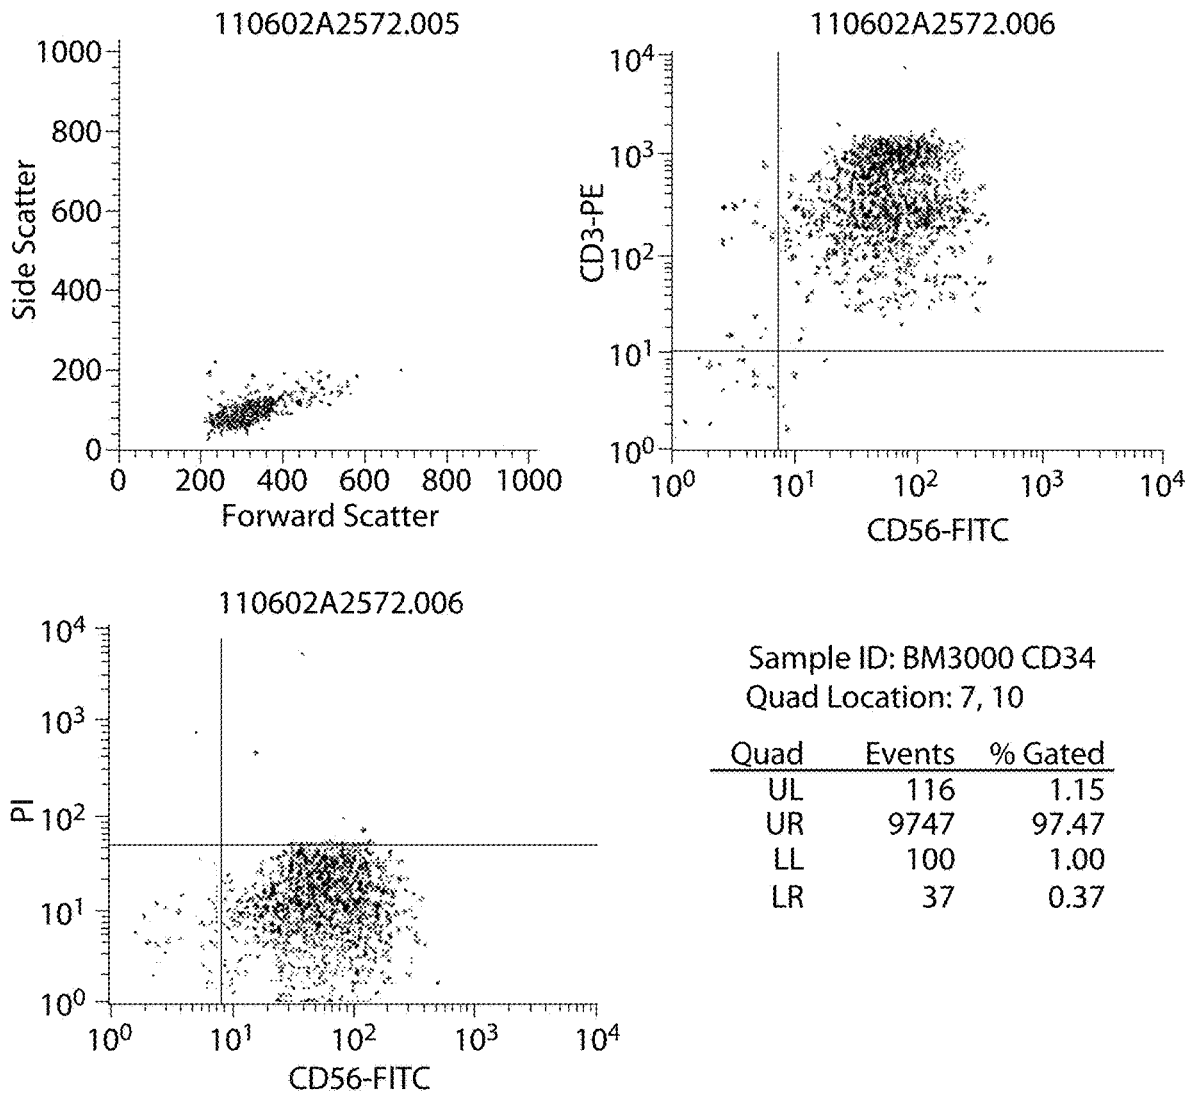 110602A2572.005
1000
800
600
400
200
0
Side Scatter
0 200 400 600 800 1000
Forward Scatter
110602A2572.006
10⁴
10³
10²
10¹
10⁰
CD3-PE
10⁰ 10¹ 10² 10³ 10⁴
CD56-FITC
110602A2572.006
10⁴
10³
10²
10¹
10⁰
PI
10⁰ 10¹ 10² 10³ 10⁴
CD56-FITC
Sample ID: BM3000 CD34
Quad Location: 7, 10
Quad Events % Gated
UL 116 1.15
UR 9747 97.47
LL 100 1.00
LR 37 0.37